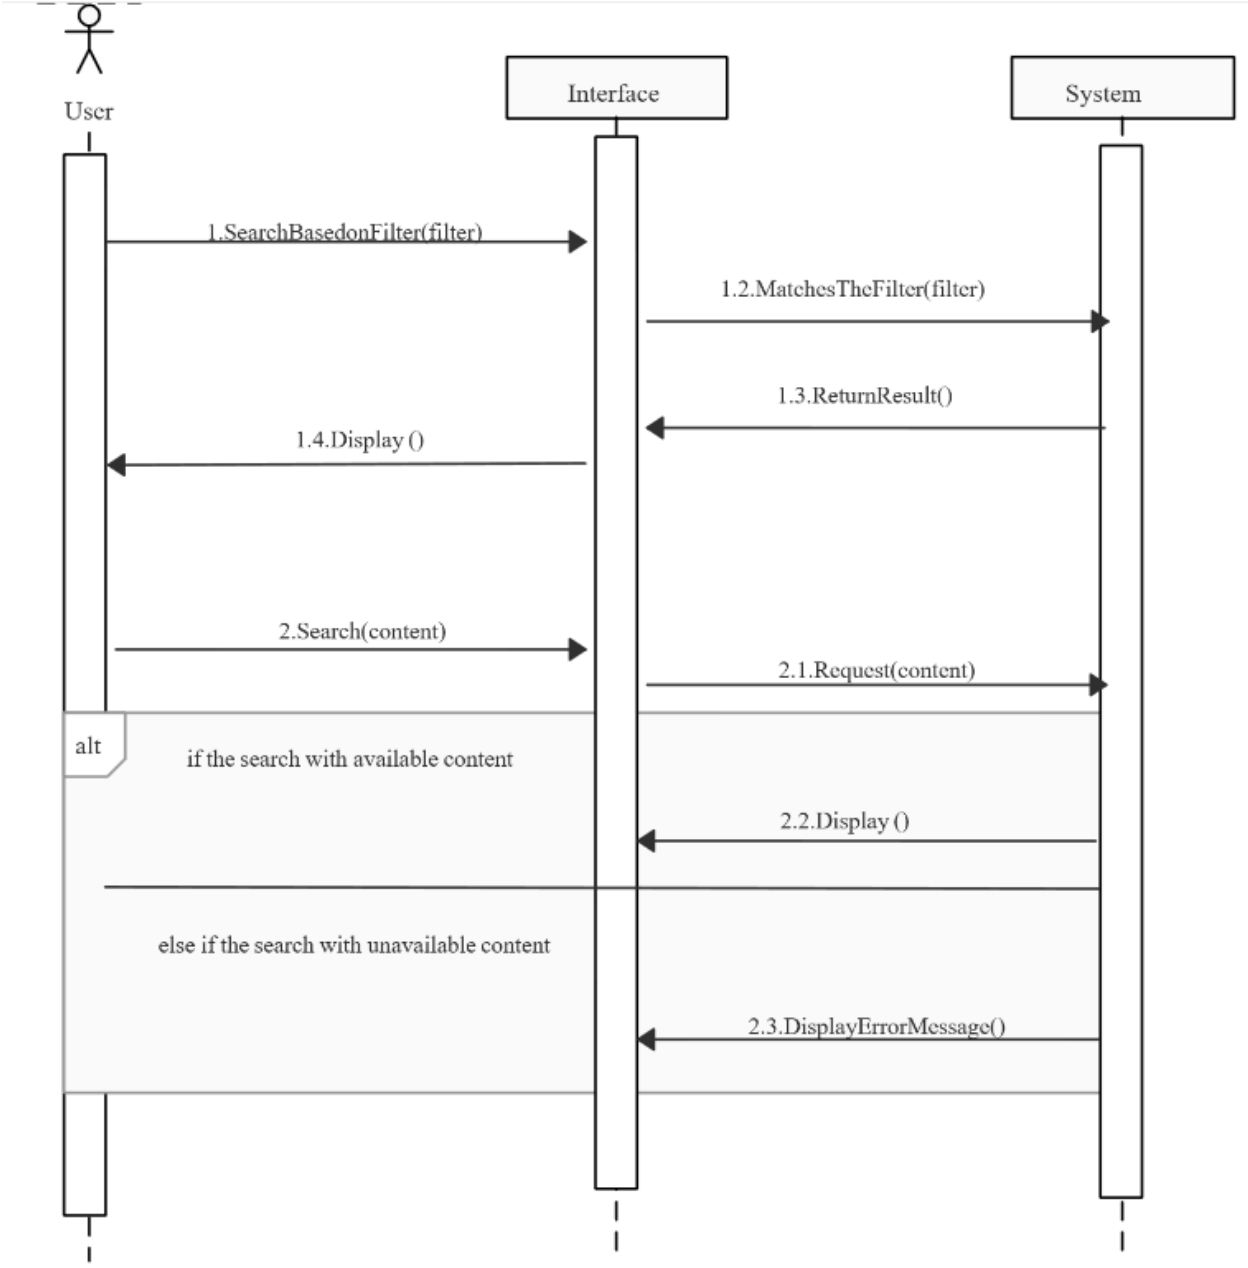 User
Interface
System
1.SearchBasedonFilter(filter)
1.2.MatchesTheFilter(filter)
1.3.ReturnResult()
1.4.Display ()
2.Search(content)
2.1.Request(content)
alt
if the search with available content
2.2.Display ()
else if the search with unavailable content
2.3.DisplayErrorMessage()